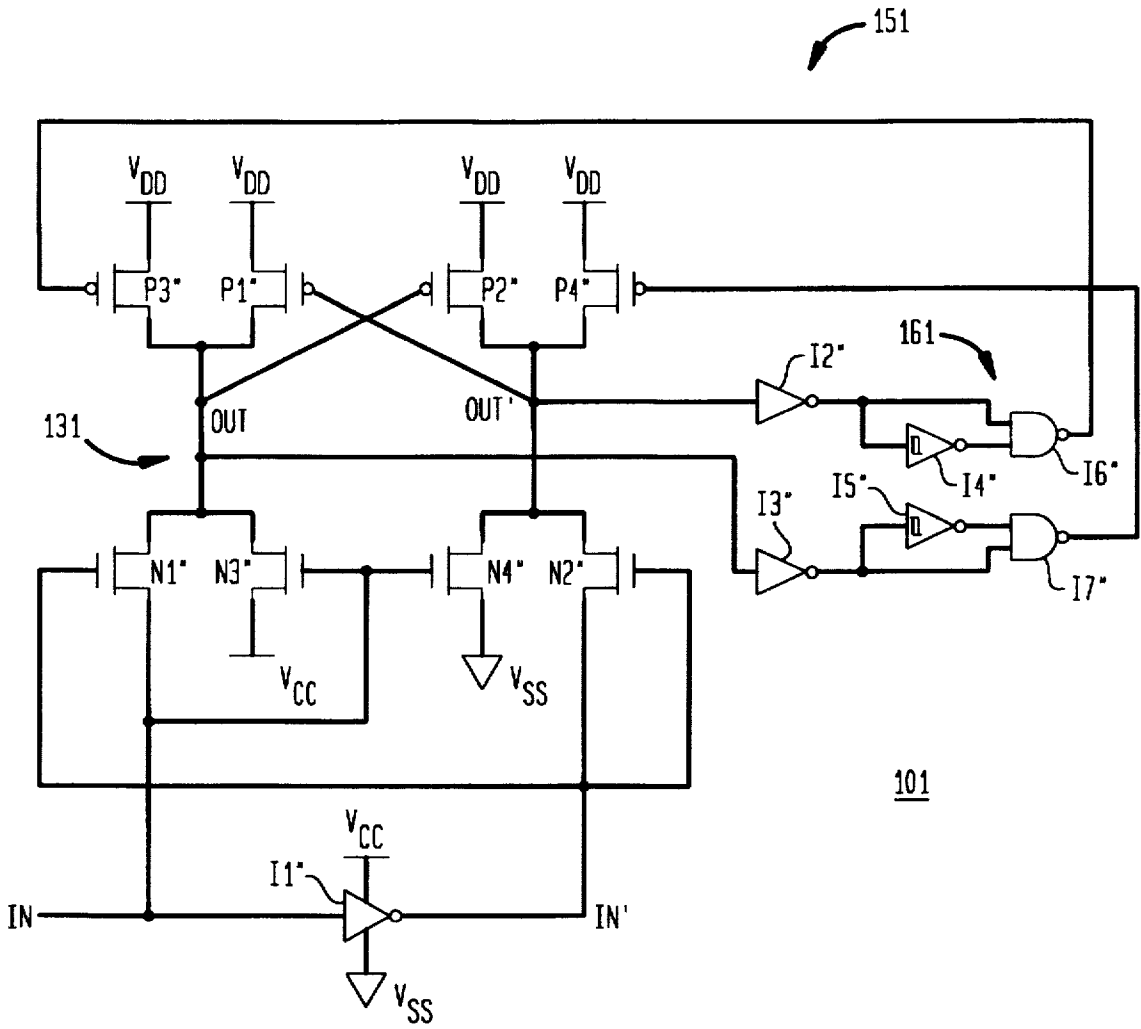 151
VDD VDD VDD VDD
P3" P1" P2" P4"
161
I2"
OUT OUT'
131
I4" I6"
I5"
I3"
N1" N3" N4" N2"
I7"
VCC VSS
101
VCC
I1"
IN IN'
VSS